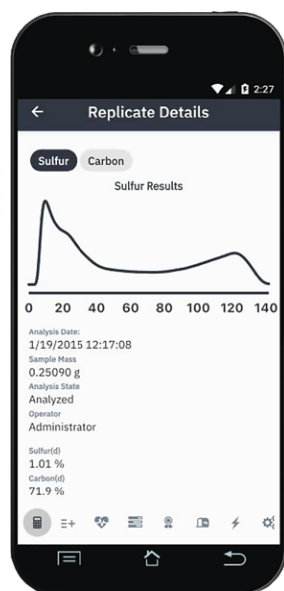 2:27
Replicate Details
Sulfur Carbon
Sulfur Results
0 20 40 60 80 100 120 140
Analysis Date:
1/19/2015 12:17:08
Sample Mass
0.25090 g
Analysis State
Analyzed
Operator
Administrator
Sulfur(d)
1.01 %
Carbon(d)
71.9 %